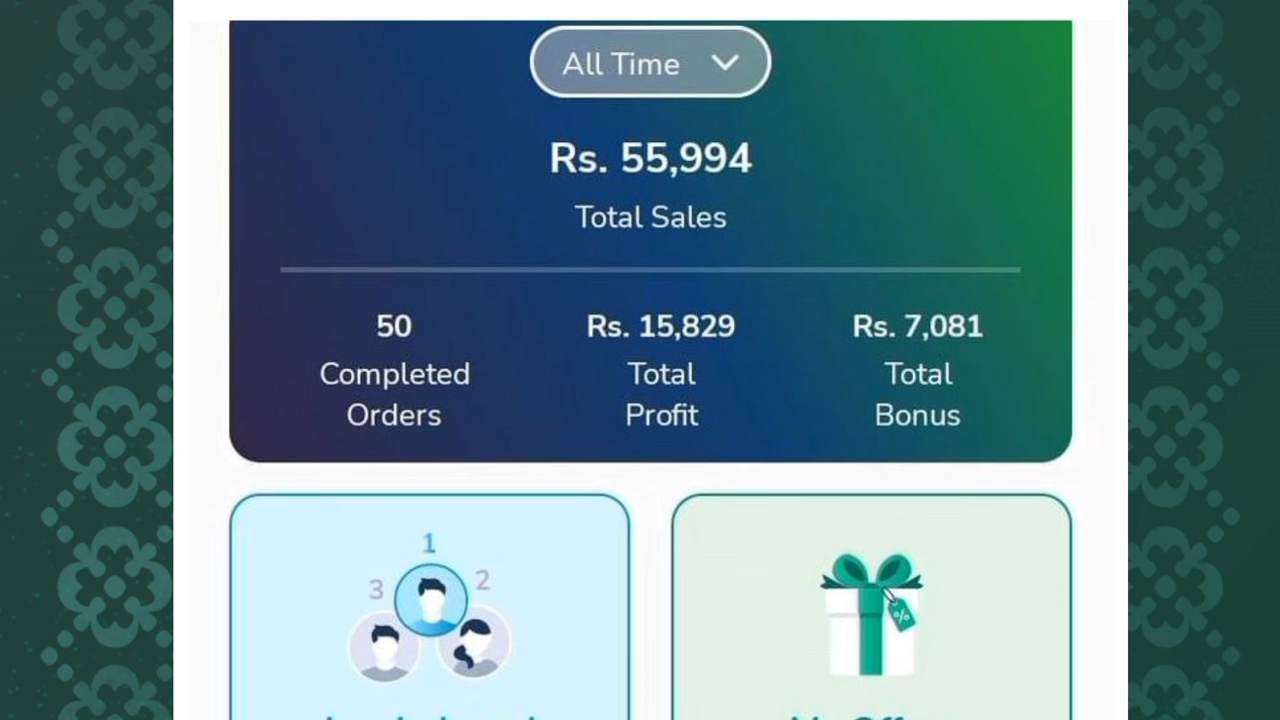 All Time
Rs. 55,994
Total Sales
50
Completed
Orders
Rs. 15,829
Total
Profit
Rs. 7,081
Total
Bonus
1
3
2
%